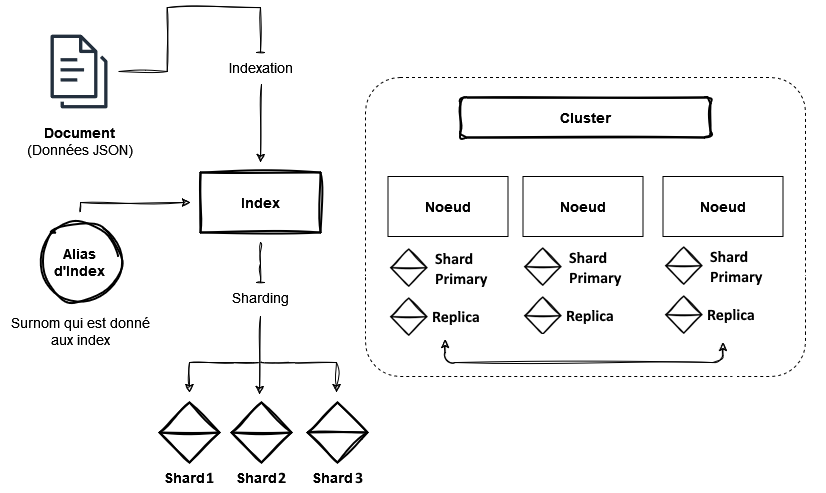 Document
(Données JSON)
Indexation
Index
Alias
d'Index
Surnom qui est donné
aux index
Sharding
Shard 1
Shard 2
Shard 3
Cluster
Noeud
Noeud
Noeud
Shard
Primary
Shard
Primary
Shard
Primary
Replica
Replica
Replica